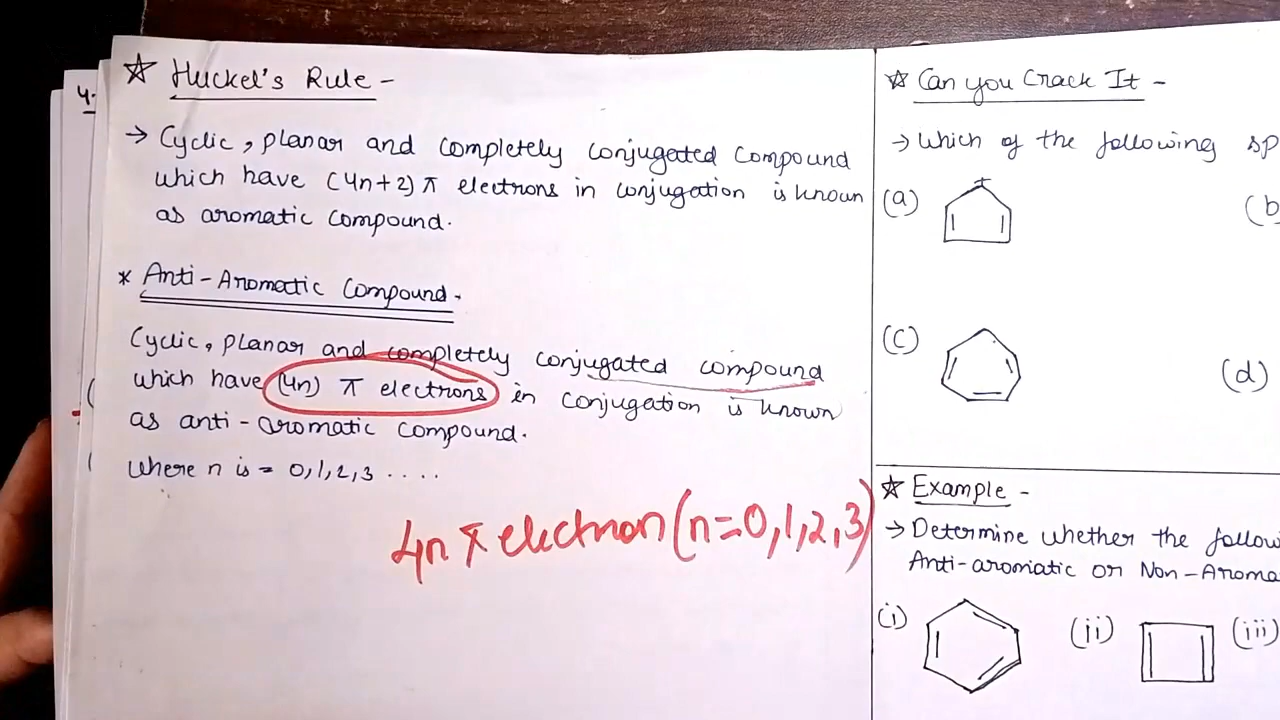 4.
☆ Huckel's Rule -
→ Cyclic, planar and completely conjugated compound
which have (4n+2) π electrons in conjugation is known
as aromatic compound.
* Anti-Aromatic Compound.
Cyclic, planar and completely conjugated compound
which have (4n) π electrons in conjugation is known
as anti-aromatic compound.
Where n is = 0,1,2,3 ....
4n π electron (n=0,1,2,3)
☆ Can you Crack It -
→ Which of the following sp
(a)
+
(b
(c)
(d)
☆ Example -
→ Determine whether the follow
Anti-aromatic or Non-Aroma
(i)
(ii)
(iii)